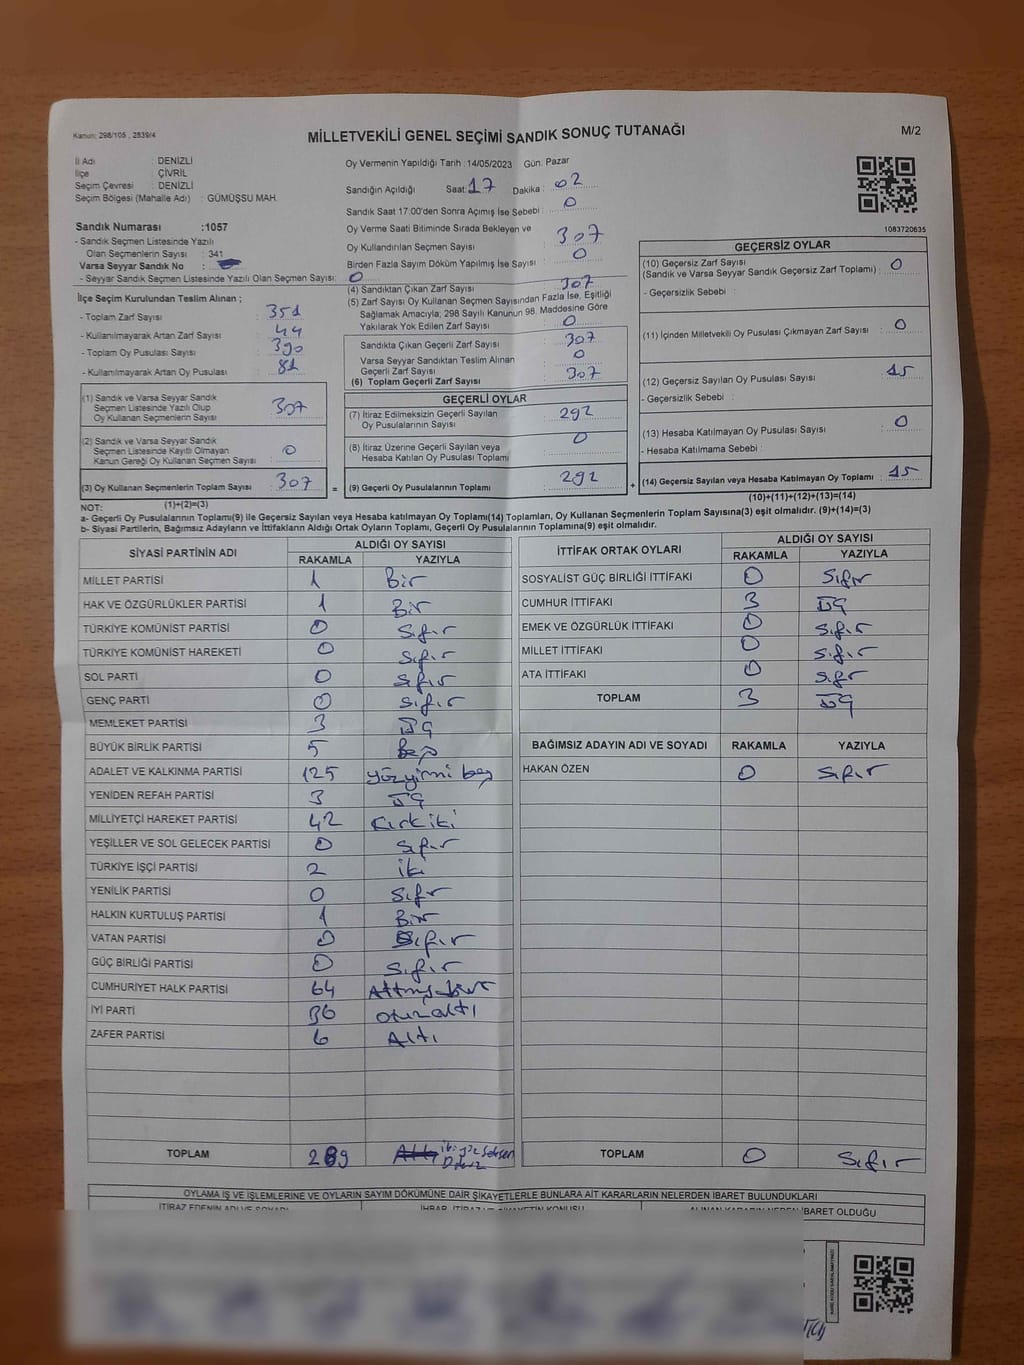 Kanun: 298/105 , 2839/4
MİLLETVEKİLİ GENEL SEÇİMİ SANDIK SONUÇ TUTANAĞI
M/2
İl Adı : DENİZLİ
İlçe : ÇİVRİL
Seçim Çevresi : DENİZLİ
Seçim Bölgesi (Mahalle Adı) : GÜMÜŞSU MAH.
Oy Vermenin Yapıldığı Tarih : 14/05/2023 Gün: Pazar
Sandığın Açıldığı Saat: 17 Dakika : 02
Sandık Saat 17:00'den Sonra Açımış İse Sebebi : 0
1083720635
Sandık Numarası :1057
- Sandık Seçmen Listesinde Yazılı
Olan Seçmenlerin Sayısı : 341
Varsa Seyyar Sandık No :
- Seyyar Sandık Seçmen Listesinde Yazılı Olan Seçmen Sayısı: 0
Oy Verme Saati Bitiminde Sırada Bekleyen ve
Oy Kullandırılan Seçmen Sayısı : 307
Birden Fazla Sayım Döküm Yapılmış İse Sayısı : 0
İlçe Seçim Kurulundan Teslim Alınan ;
- Toplam Zarf Sayısı : 351
- Kullanılmayarak Artan Zarf Sayısı : 44
- Toplam Oy Pusulası Sayısı : 390
- Kullanılmayarak Artan Oy Pusulası : 81
(4) Sandıktan Çıkan Zarf Sayısı : 307
(5) Zarf Sayısı Oy Kullanan Seçmen Sayısından Fazla İse, Eşitliği
Sağlamak Amacıyla; 298 Sayılı Kanunun 98. Maddesine Göre
Yakılarak Yok Edilen Zarf Sayısı : 0
Sandıkta Çıkan Geçerli Zarf Sayısı : 307
Varsa Seyyar Sandıktan Teslim Alınan
Geçerli Zarf Sayısı : 0
(6) Toplam Geçerli Zarf Sayısı : 307
GEÇERSİZ OYLAR
(10) Geçersiz Zarf Sayısı
(Sandık ve Varsa Seyyar Sandık Geçersiz Zarf Toplamı) : 0
- Geçersizlik Sebebi :
(11) İçinden Milletvekili Oy Pusulası Çıkmayan Zarf Sayısı : 0
(12) Geçersiz Sayılan Oy Pusulası Sayısı : 15
- Geçersizlik Sebebi :
(13) Hesaba Katılmayan Oy Pusulası Sayısı : 0
- Hesaba Katılmama Sebebi :
(14) Geçersiz Sayılan veya Hesaba Katılmayan Oy Toplamı : 15
(10)+(11)+(12)+(13)=(14)
(1) Sandık ve Varsa Seyyar Sandık
Seçmen Listesinde Yazılı Olup
Oy Kullanan Seçmenlerin Sayısı : 307
(2) Sandık ve Varsa Seyyar Sandık
Seçmen Listesinde Kayıtlı Olmayan
Kanun Gereği Oy Kullanan Seçmen Sayısı : 0
(3) Oy Kullanan Seçmenlerin Toplam Sayısı : 307
(1)+(2)=(3)
GEÇERLİ OYLAR
(7) İtiraz Edilmeksizin Geçerli Sayılan
Oy Pusulalarının Sayısı : 292
(8) İtiraz Üzerine Geçerli Sayılan veya
Hesaba Katılan Oy Pusulası Toplamı : 0
= (9) Geçerli Oy Pusulalarının Toplamı : 292 +
NOT:
a- Geçerli Oy Pusulalarının Toplamı(9) ile Geçersiz Sayılan veya Hesaba katılmayan Oy Toplamı(14) Toplamları, Oy Kullanan Seçmenlerin Toplam Sayısına(3) eşit olmalıdır. (9)+(14)=(3)
b- Siyasi Partilerin, Bağımsız Adayların ve İttifakların Aldığı Ortak Oyların Toplamı, Geçerli Oy Pusulalarının Toplamına(9) eşit olmalıdır.
SİYASİ PARTİNİN ADI ALDIĞI OY SAYISI
RAKAMLA YAZIYLA
MİLLET PARTİSİ 1 Bir
HAK VE ÖZGÜRLÜKLER PARTİSİ 1 Bir
TÜRKİYE KOMÜNİST PARTİSİ 0 Sıfır
TÜRKİYE KOMÜNİST HAREKETİ 0 Sıfır
SOL PARTİ 0 Sıfır
GENÇ PARTİ 0 Sıfır
MEMLEKET PARTİSİ 3 Üç
BÜYÜK BİRLİK PARTİSİ 5 Beş
ADALET VE KALKINMA PARTİSİ 125 yüzyirmi beş
YENİDEN REFAH PARTİSİ 3 Üç
MİLLİYETÇİ HAREKET PARTİSİ 42 Kırkiki
YEŞİLLER VE SOL GELECEK PARTİSİ 0 Sıfır
TÜRKİYE İŞÇİ PARTİSİ 2 iki
YENİLİK PARTİSİ 0 Sıfır
HALKIN KURTULUŞ PARTİSİ 1 Bir
VATAN PARTİSİ 0 Sıfır
GÜÇ BİRLİĞİ PARTİSİ 0 Sıfır
CUMHURİYET HALK PARTİSİ 64 Altmış
İYİ PARTİ 36 otuzaltı
ZAFER PARTİSİ 6 Altı
TOPLAM 289 ikiyüz Seksen
Dokuz
İTTİFAK ORTAK OYLARI ALDIĞI OY SAYISI
RAKAMLA YAZIYLA
SOSYALİST GÜÇ BİRLİĞİ İTTİFAKI 0 Sıfır
CUMHUR İTTİFAKI 3 Üç
EMEK VE ÖZGÜRLÜK İTTİFAKI 0 Sıfır
MİLLET İTTİFAKI 0 Sıfır
ATA İTTİFAKI 0 Sıfır
TOPLAM 3 Üç
BAĞIMSIZ ADAYIN ADI VE SOYADI RAKAMLA YAZIYLA
HAKAN ÖZEN 0 Sıfır
TOPLAM 0 Sıfır
OYLAMA İŞ VE İŞLEMLERİNE VE OYLARIN SAYIM DÖKÜMÜNE DAİR ŞİKAYETLERLE BUNLARA AİT KARARLARIN NELERDEN İBARET BULUNDUKLARI